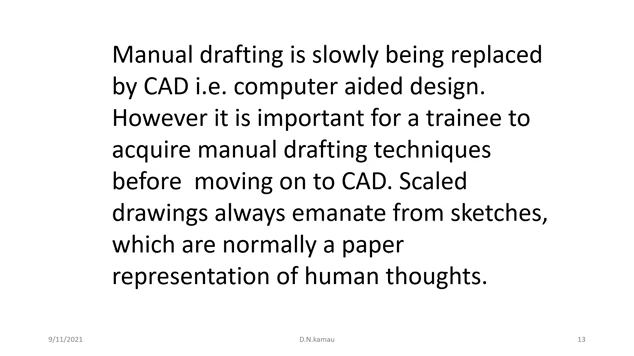 Manual drafting is slowly being replaced
by CAD i.e. computer aided design.
However it is important for a trainee to
acquire manual drafting techniques
before  moving on to CAD. Scaled
drawings always emanate from sketches,
which are normally a paper
representation of human thoughts.
9/11/2021
D.N.kamau
13